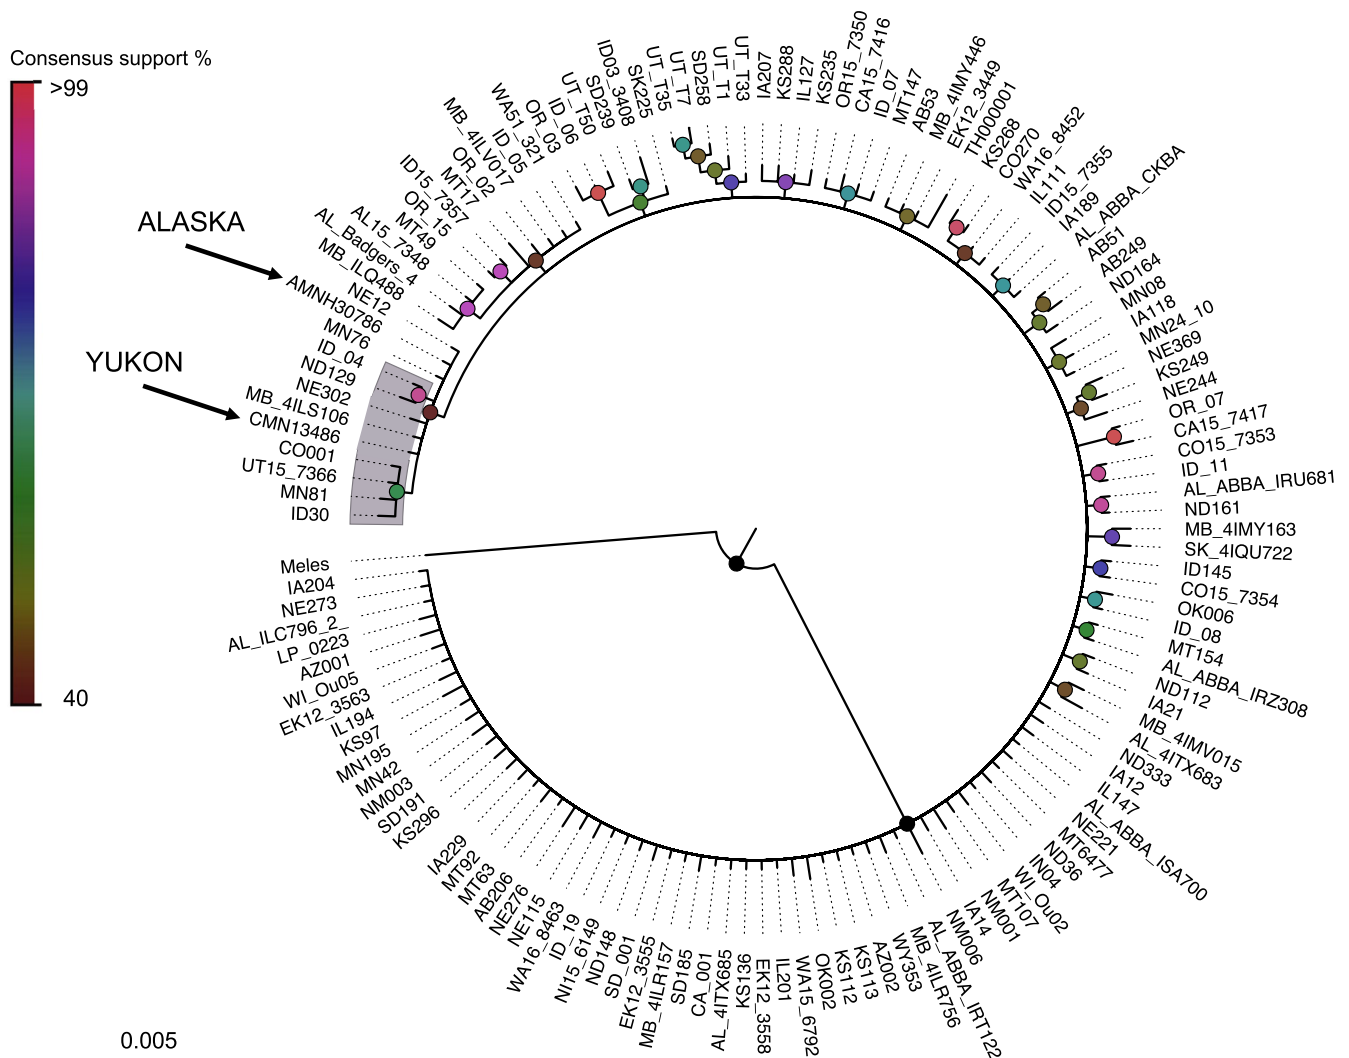 Consensus support %
>99
40
ALASKA
YUKON
0.005
Meles
ID30
MN81
UT15_7366
CO001
CMN13486
MB_4ILS106
NE302
ND129
ID_04
MN76
AMNH30786
NE12
MB_ILQ488
AL_Badgers_4
AL15_7348
MT49
OR_15
ID15_7357
MT17
OR_02
MB_4ILV017
ID_05
WA51_321
OR_03
ID_06
UT_T50
SD239
ID03_3408
SK225
UT_T35
UT_T7
SD258
UT_T1
UT_T33
IA207
KS288
IL127
KS235
OR15_7350
CA15_7416
ID_07
MT147
AB53
MB_4IMY446
EK12_3449
TH000001
KS268
CO270
WA16_8452
IL111
ID15_7355
IA189
AL_ABBA_CKBA
AB51
AB249
ND164
MN08
IA118
MN24_10
NE369
KS249
NE244
OR_07
CA15_7417
CO15_7353
ID_11
AL_ABBA_IRU681
ND161
MB_4IMY163
SK_4IQU722
ID145
CO15_7354
OK006
ID_08
MT154
AL_ABBA_IRZ308
ND112
IA21
MB_4IMV015
AL_4ITX683
ND333
IA12
IL147
AL_ABBA_ISA700
NE221
MT6477
ND36
IN04
WI_Ou02
MT107
NM001
IA14
NM006
AL_ABBA_IRT122
MB_4ILR756
WY353
AZ002
KS113
KS112
OK002
WA15_6792
IL201
EK12_3558
KS136
AL_4ITX685
CA_001
SD185
MB_4ILR157
EK12_3555
SD_001
ND148
NI15_6149
ID_19
WA16_8463
NE115
NE276
AB206
MT63
MT92
IA229
KS296
SD191
NM003
MN42
MN195
KS97
IL194
EK12_3563
WI_Ou05
AZ001
LP_0223
AL_ILC796_2_
NE273
IA204